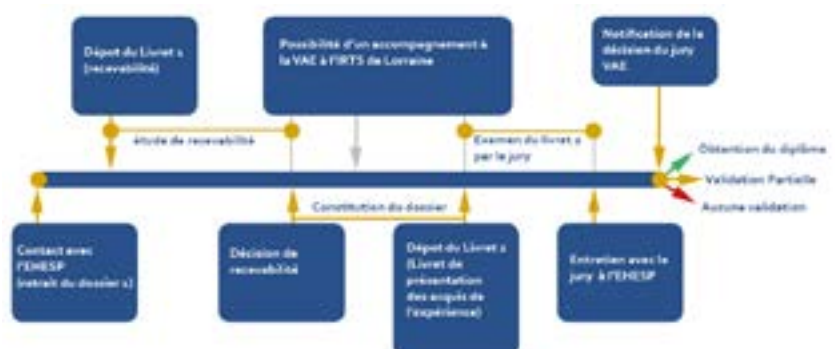 Dépot du Livret 1
(recevabilité)
Possibilité d'un accompagnement à
la VAE à l'IRTS de Lorraine
Notification de la
décision du jury
VAE
étude de recevabilité
Examen du livret 2
par le jury
Obtention du diplôme
Validation Partielle
Aucune validation
Constitution du dossier
Contact avec
l'EHESP
(retrait du dossier 1)
Décision de
recevabilité
Dépot du Livret 2
(Livret de
présentation
des acquis de
l'expérience)
Entretien avec le
jury à l'EHESP